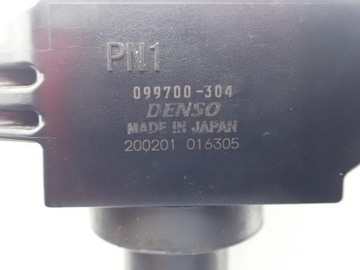 PN1
099700-304
DENSO
MADE IN JAPAN
200201 016305